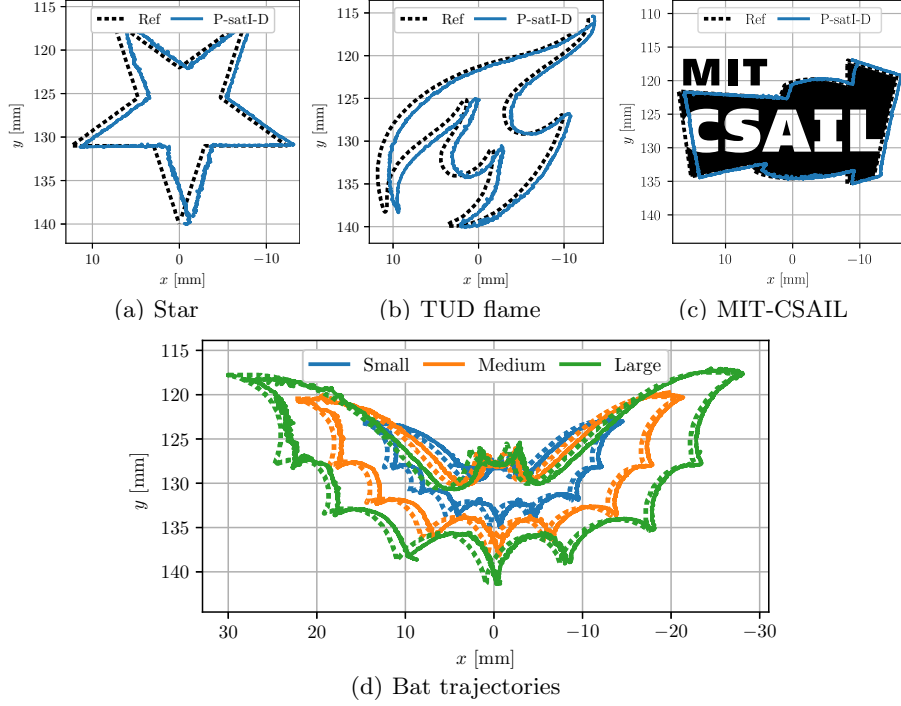 Ref P-satI-D
115
120
125
130
135
140
y [mm]
10 0 −10
x [mm]
(a) Star
Ref P-satI-D
115
120
125
130
135
140
y [mm]
10 0 −10
x [mm]
(b) TUD flame
Ref P-satI-D
110
115
120
125
130
135
140
y [mm]
MIT
CSAIL
10 0 −10
x [mm]
(c) MIT-CSAIL
Small Medium Large
115
120
125
130
135
140
y [mm]
30 20 10 0 −10 −20 −30
x [mm]
(d) Bat trajectories